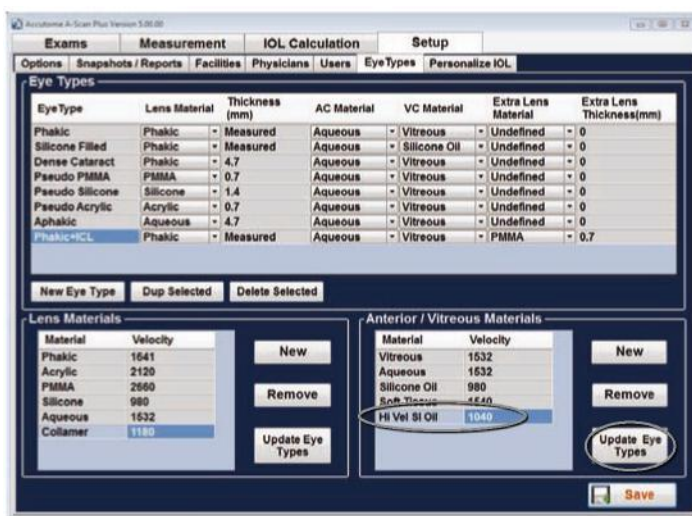 Accutome A-Scan Plus Version 5.00.00
Exams Measurement IOL Calculation Setup
Options Snapshots / Reports Facilities Physicians Users Eye Types Personalize IOL
Eye Types
Eye Type Lens Material Thickness (mm) AC Material VC Material Extra Lens Material Extra Lens Thickness(mm)
Phakic Phakic Measured Aqueous Vitreous Undefined 0
Silicone Filled Phakic Measured Aqueous Silicone Oil Undefined 0
Dense Cataract Phakic 4.7 Aqueous Vitreous Undefined 0
Pseudo PMMA PMMA 0.7 Aqueous Vitreous Undefined 0
Pseudo Silicone Silicone 1.4 Aqueous Vitreous Undefined 0
Pseudo Acrylic Acrylic 0.7 Aqueous Vitreous Undefined 0
Aphakic Aqueous 4.7 Aqueous Vitreous Undefined 0
Phakic+ICL Phakic Measured Aqueous Vitreous PMMA 0.7
New Eye Type Dup Selected Delete Selected
Lens Materials
Material Velocity
Phakic 1641
Acrylic 2120
PMMA 2660
Silicone 980
Aqueous 1532
Collamer 1180
New
Remove
Update Eye Types
Anterior / Vitreous Materials
Material Velocity
Vitreous 1532
Aqueous 1532
Silicone Oil 980
Soft Tissue 1540
Hi Vel SI Oil 1040
New
Remove
Update Eye Types
Save